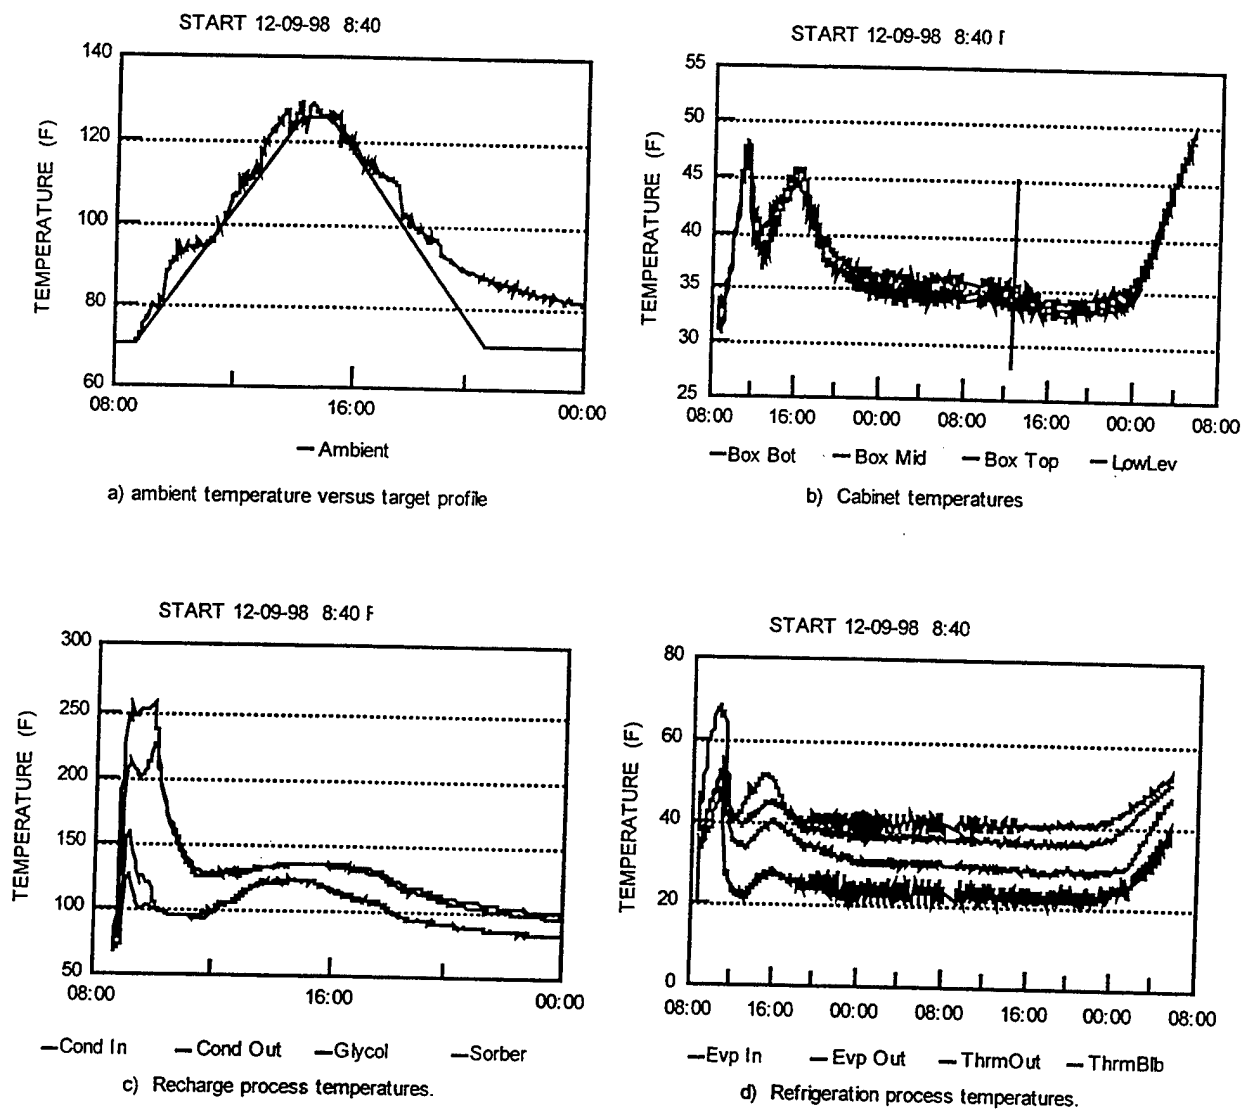 START 12-09-98 8:40
140
120
100
80
60
TEMPERATURE (F)
08:00 16:00 00:00
Ambient
a) ambient temperature versus target profile
START 12-09-98 8:40 F
55
50
45
40
35
30
25
TEMPERATURE (F)
08:00 16:00 00:00 08:00 16:00 00:00 08:00
Box Bot Box Mid Box Top LowLev
b) Cabinet temperatures
START 12-09-98 8:40 F
300
250
200
150
100
50
TEMPERATURE (F)
08:00 16:00 00:00
Cond In Cond Out Glycol Sorber
c) Recharge process temperatures.
START 12-09-98 8:40
80
60
40
20
0
TEMPERATURE (F)
08:00 16:00 00:00 08:00 16:00 00:00 08:00
Evp In Evp Out ThrmOut ThrmBlb
d) Refrigeration process temperatures.